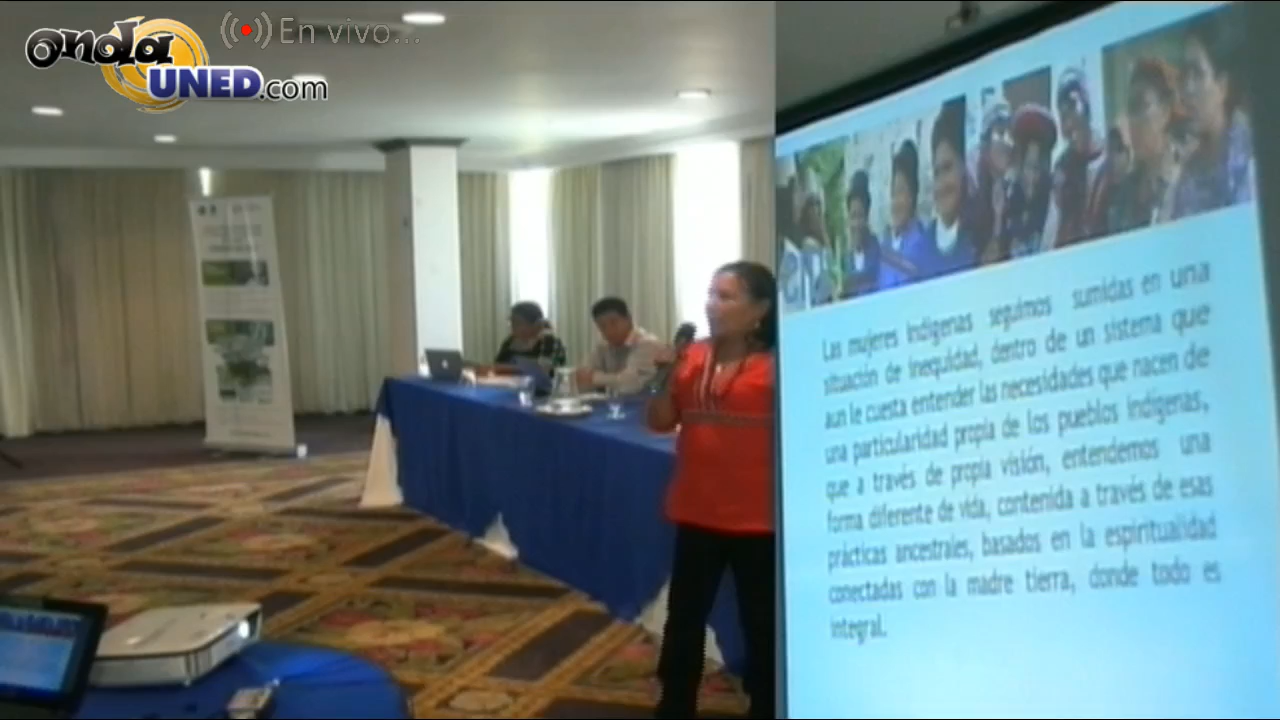 onda
UNED.com
En vivo...
Las mujeres indígenas seguimos sumidas en una
situación de inequidad, dentro de un sistema que
aun le cuesta entender las necesidades que nacen de
una particularidad propia de los pueblos indígenas,
que a través de propia visión, entendemos una
forma diferente de vida, contenida a través de esas
prácticas ancestrales, basados en la espiritualidad
conectadas con la madre tierra, donde todo es
integral.